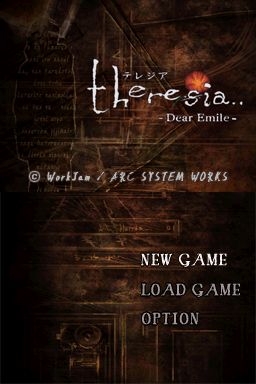 テレジア
theresia..
-Dear Emile-
© WorkJam / ARC SYSTEM WORKS
NEW GAME
LOAD GAME
OPTION